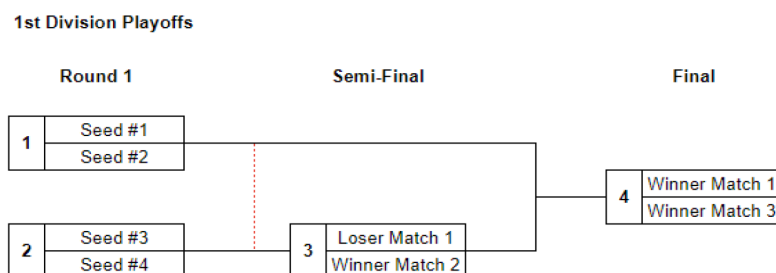 1st Division Playoffs
Round 1
Semi-Final
Final
1
Seed #1
Seed #2
2
Seed #3
Seed #4
3
Loser Match 1
Winner Match 2
4
Winner Match 1
Winner Match 3